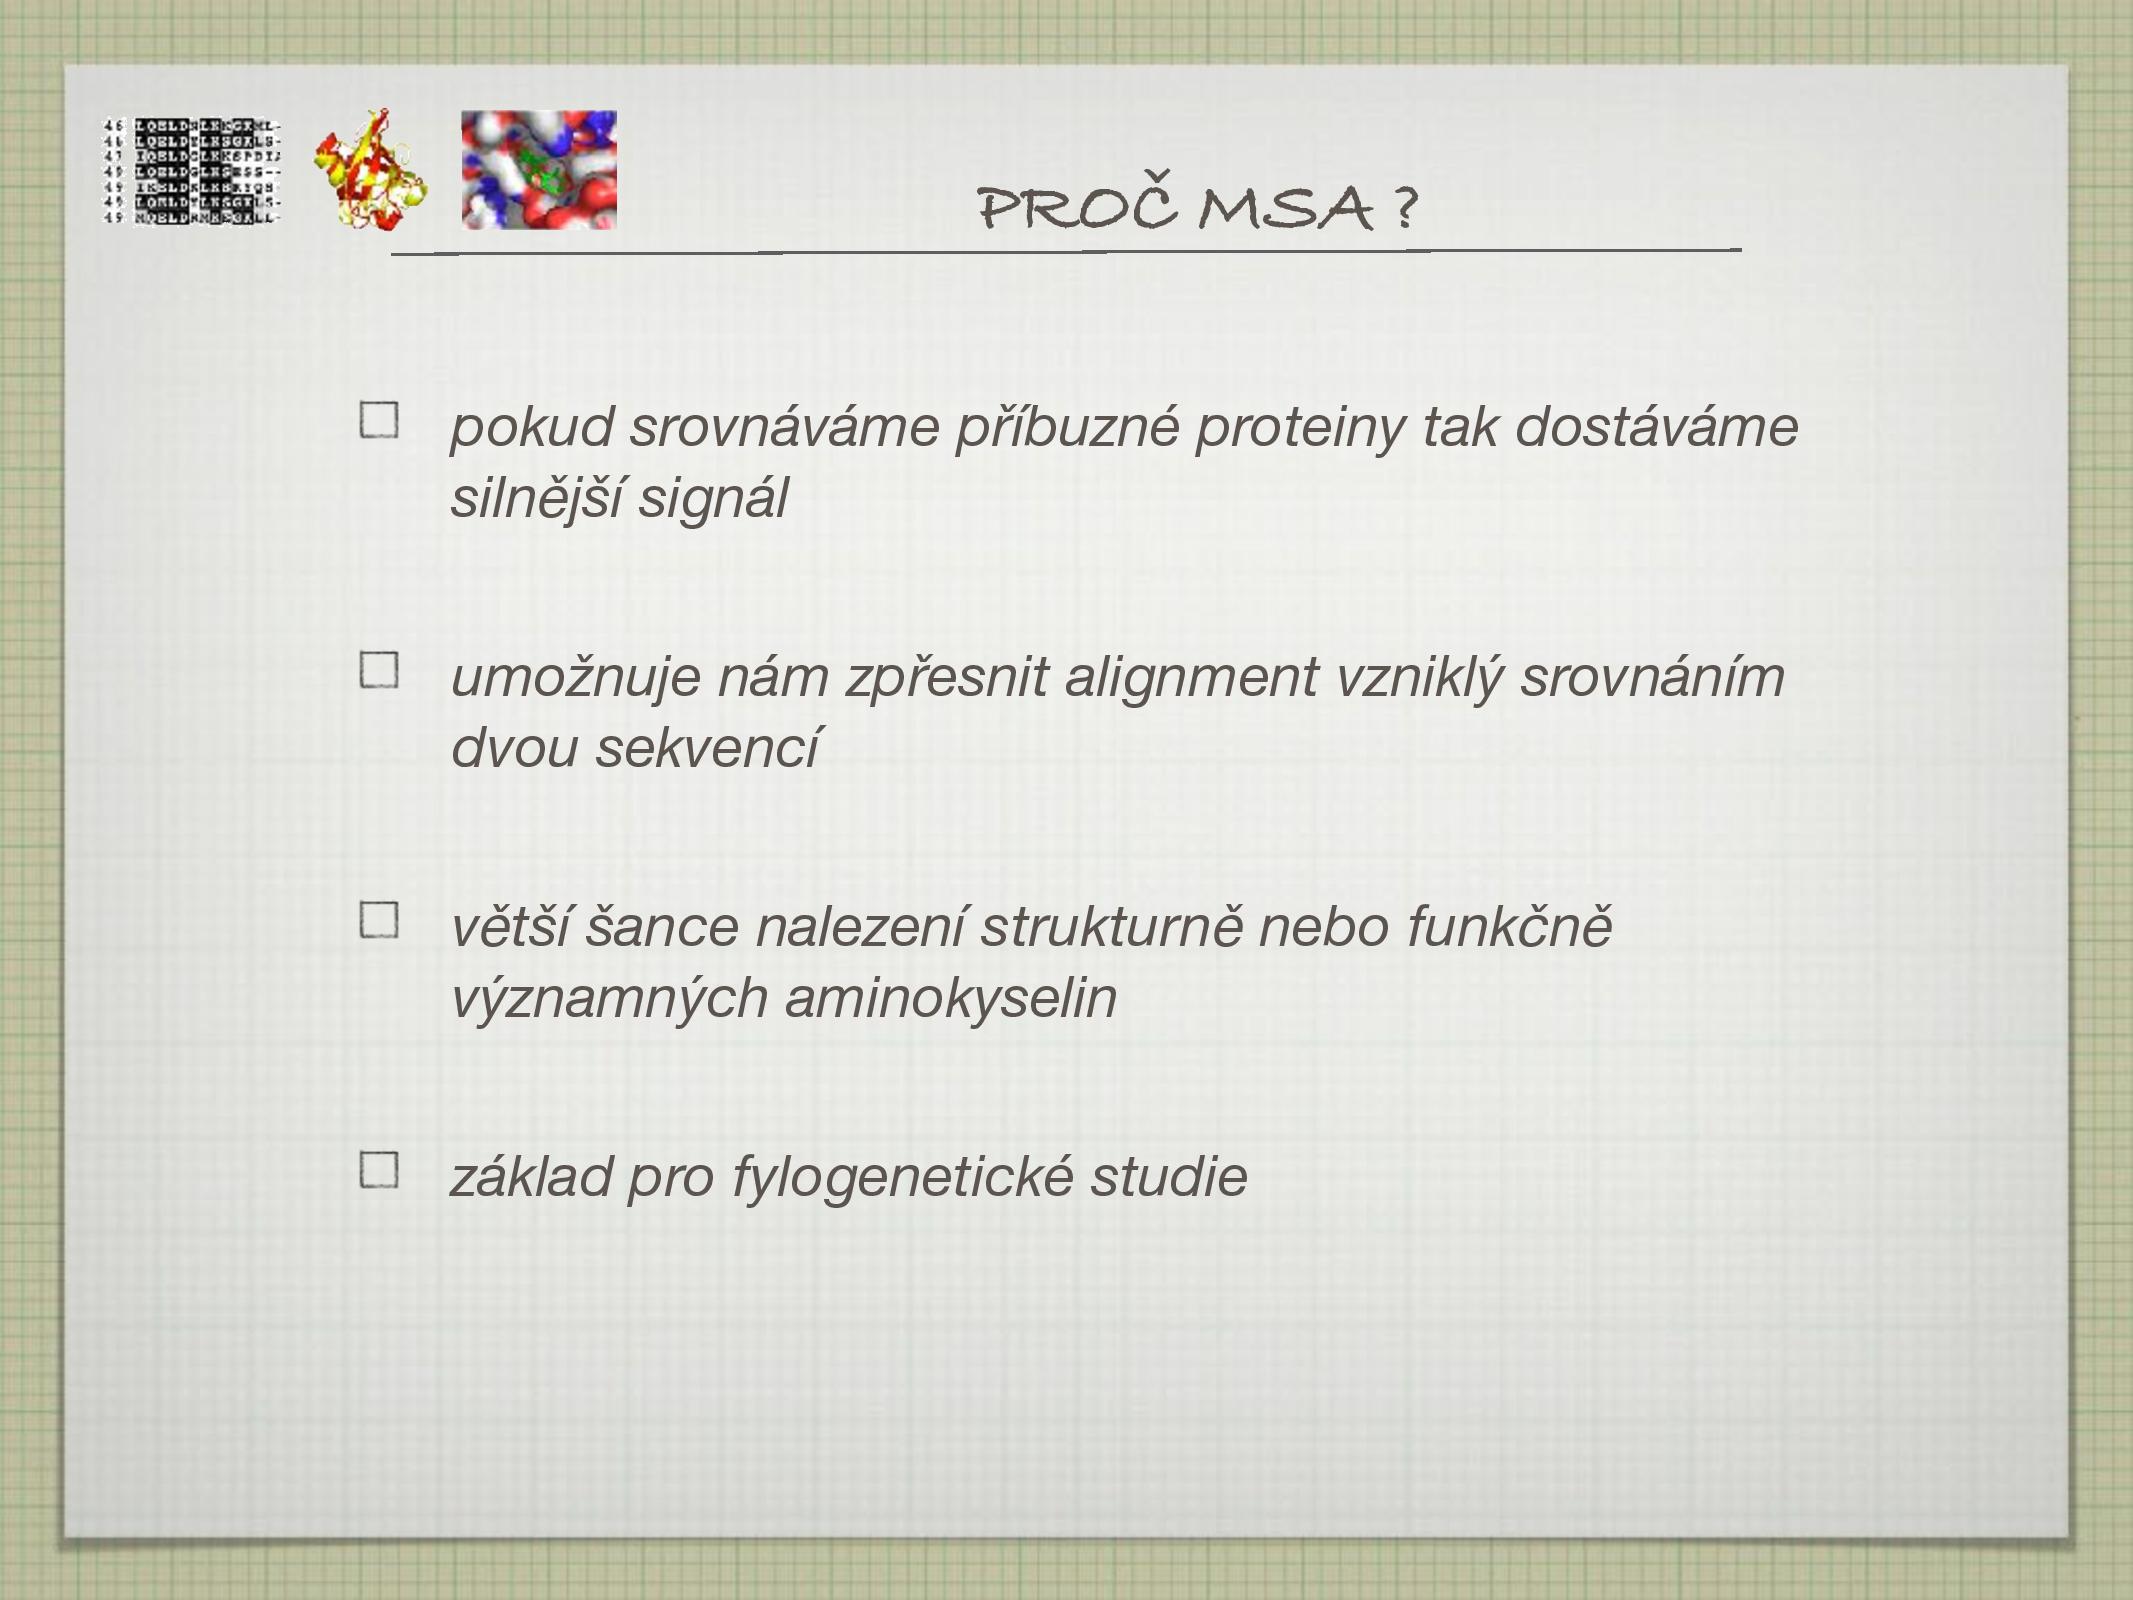 PROČ MSA ?
pokud srovnáváme příbuzné proteiny tak dostáváme
silnější signál
umožnuje nám zpřesnit alignment vzniklý srovnáním
dvou sekvencí
větší šance nalezení strukturně nebo funkčně
významných aminokyselin
základ pro fylogenetické studie